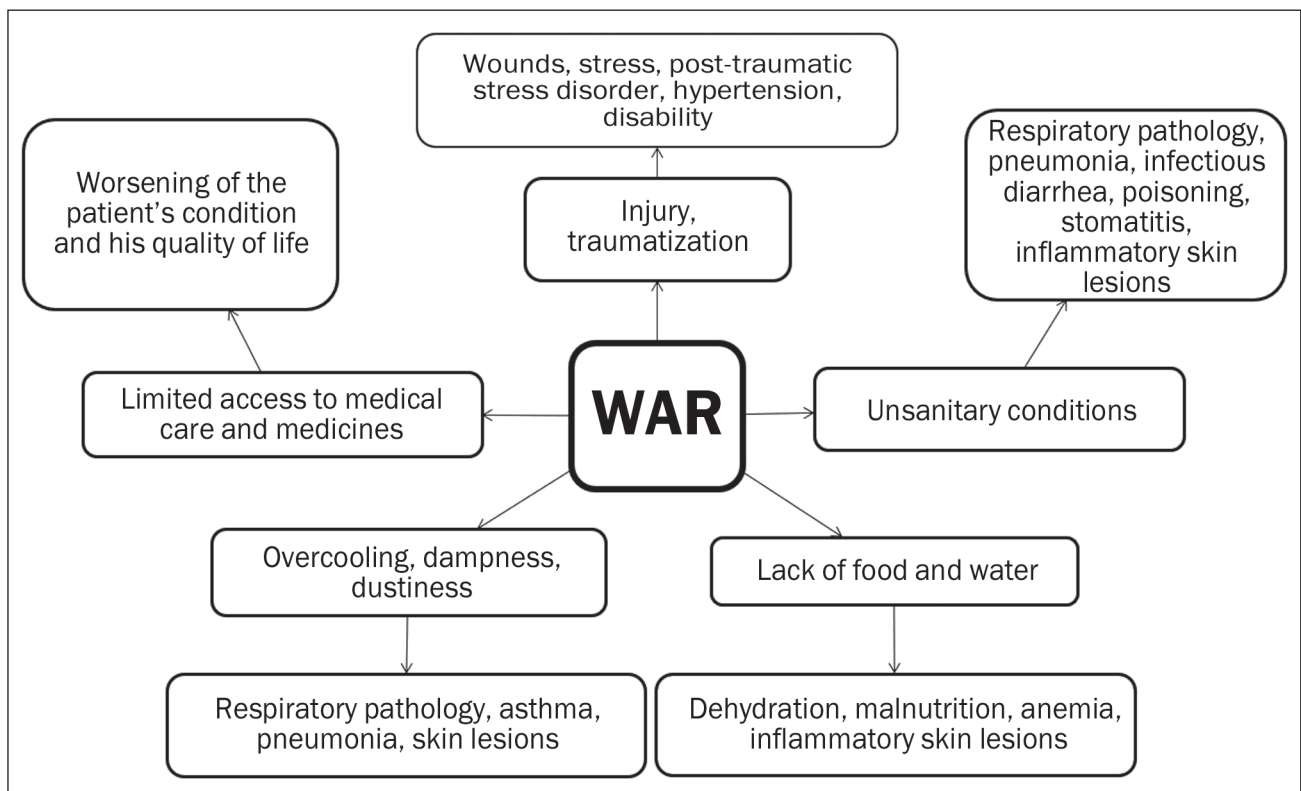 Wounds, stress, post-traumatic
stress disorder, hypertension,
disability
Worsening of the
patient's condition
and his quality of life
Injury,
traumatization
Respiratory pathology,
pneumonia, infectious
diarrhea, poisoning,
stomatitis,
inflammatory skin
lesions
Limited access to medical
care and medicines
WAR
Unsanitary conditions
Overcooling, dampness,
dustiness
Lack of food and water
Respiratory pathology, asthma,
pneumonia, skin lesions
Dehydration, malnutrition, anemia,
inflammatory skin lesions